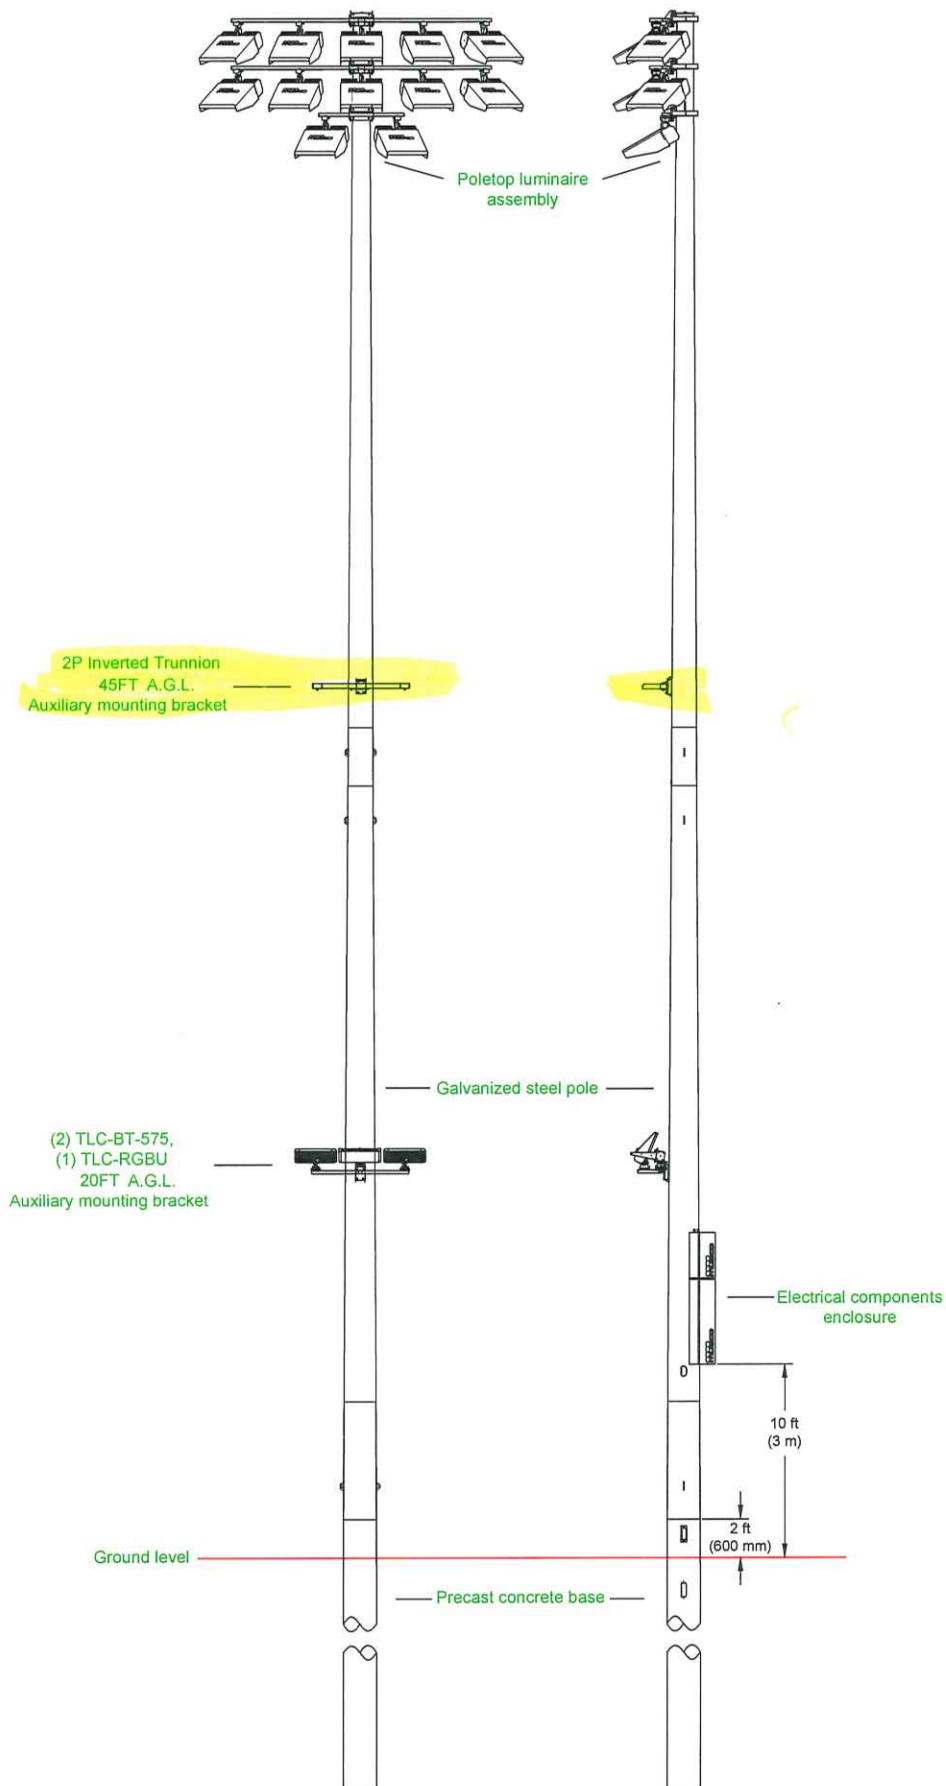 Poletop luminaire
assembly
2P Inverted Trunnion
45FT A.G.L.
Auxiliary mounting bracket
Galvanized steel pole
(2) TLC-BT-575,
(1) TLC-RGBU
20FT A.G.L.
Auxiliary mounting bracket
Electrical components
enclosure
10 ft
(3 m)
2 ft
(600 mm)
Ground level
Precast concrete base